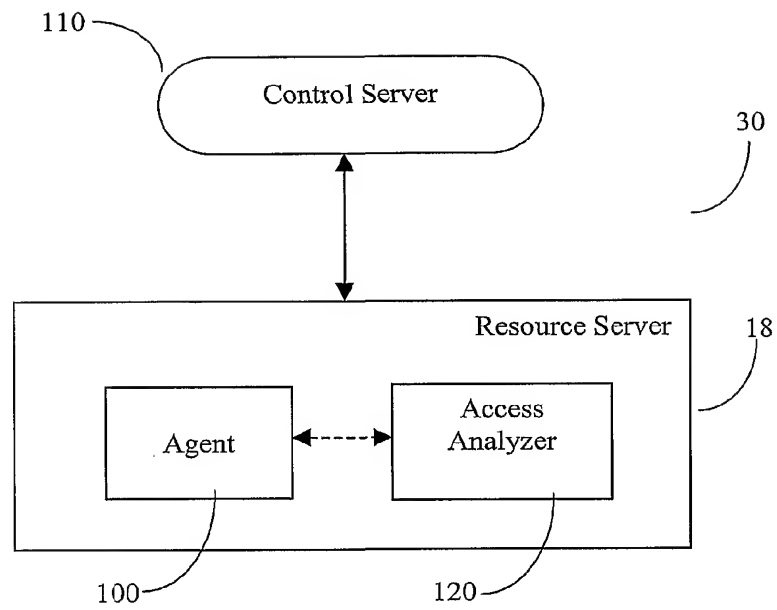 110
Control Server
30
Resource Server
18
Agent
Access
Analyzer
100
120